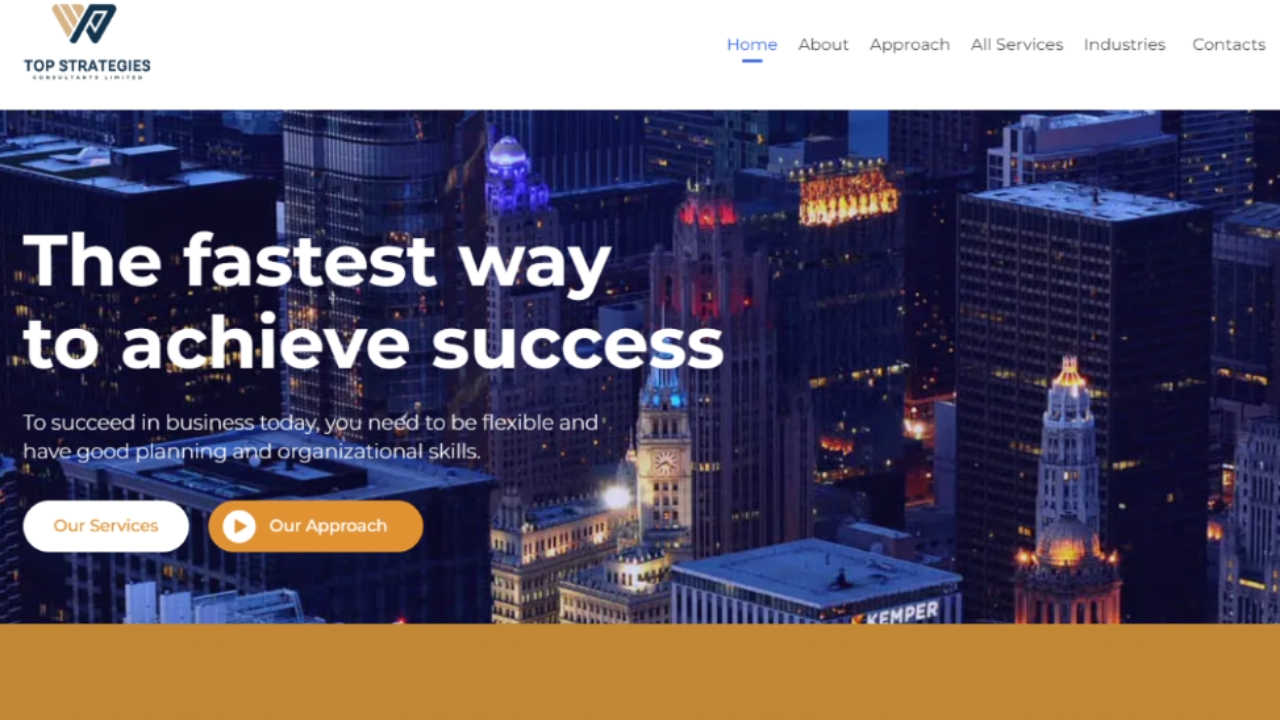 TOP STRATEGIES
CONSULTANTS LIMITED
Home About Approach All Services Industries Contacts
The fastest way
to achieve success
To succeed in business today, you need to be flexible and
have good planning and organizational skills.
Our Services Our Approach
KEMPER